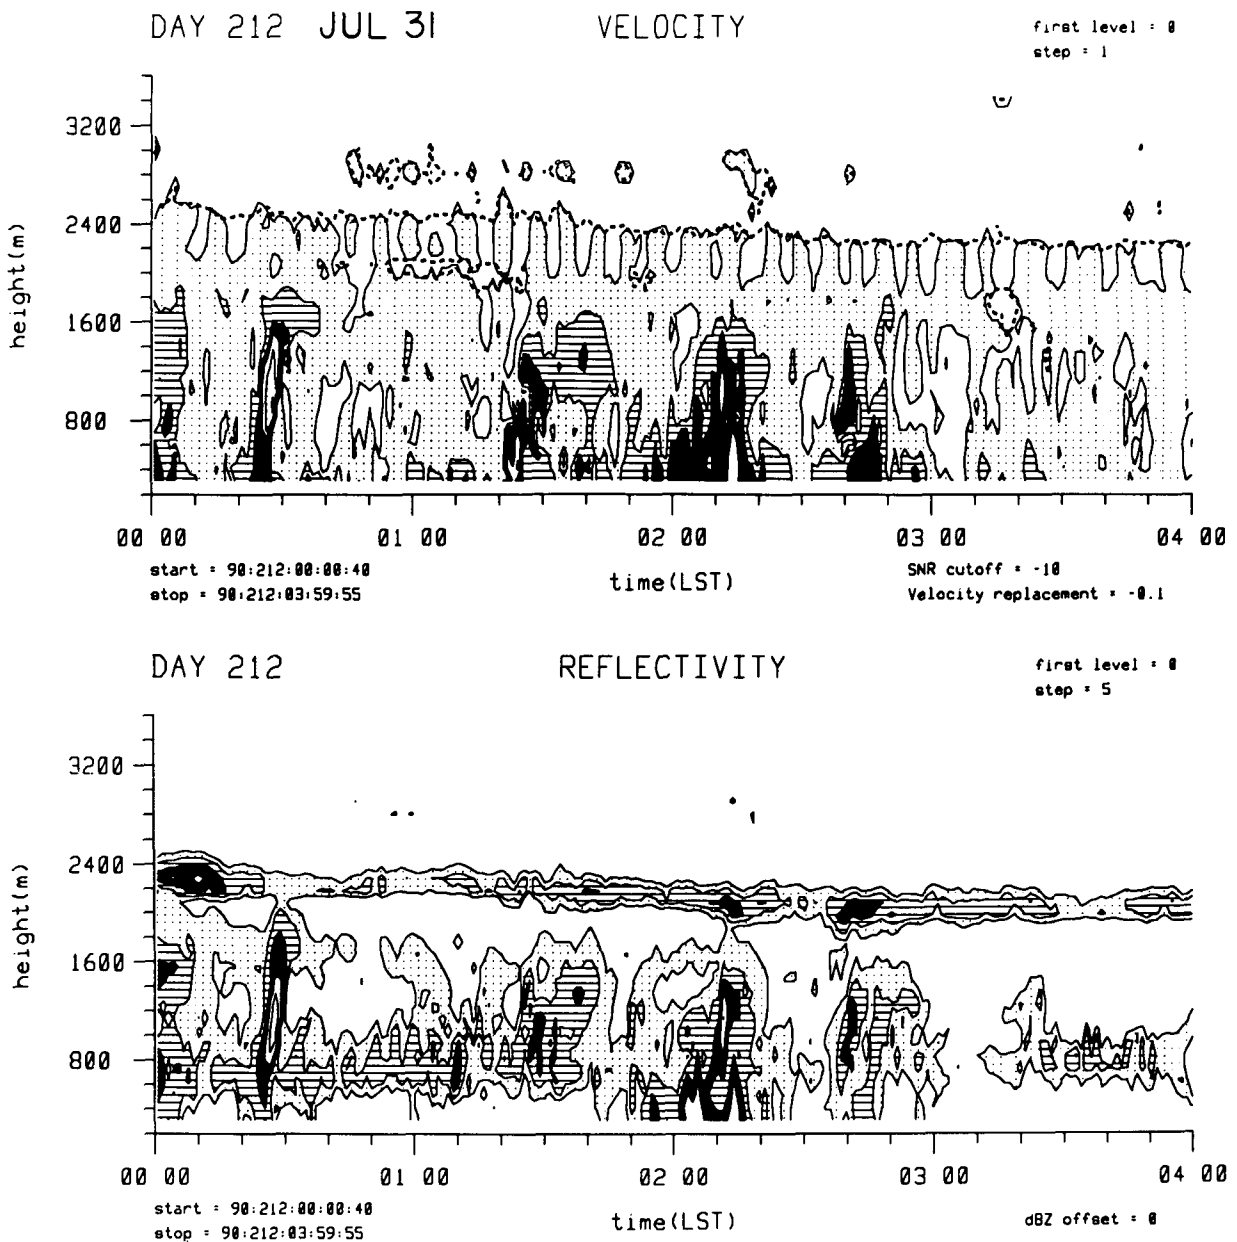 DAY 212 JUL 31 VELOCITY first level = 0
step = 1
3200
2400
1600
800
height(m)
00 00 01 00 02 00 03 00 04 00
time(LST)
start = 90:212:00:00:40
stop = 90:212:03:59:55
SNR cutoff = -10
Velocity replacement = -0.1
DAY 212 REFLECTIVITY first level = 0
step = 5
3200
2400
1600
800
height(m)
00 00 01 00 02 00 03 00 04 00
time(LST)
start = 90:212:00:00:40
stop = 90:212:03:59:55
dBZ offset = 0